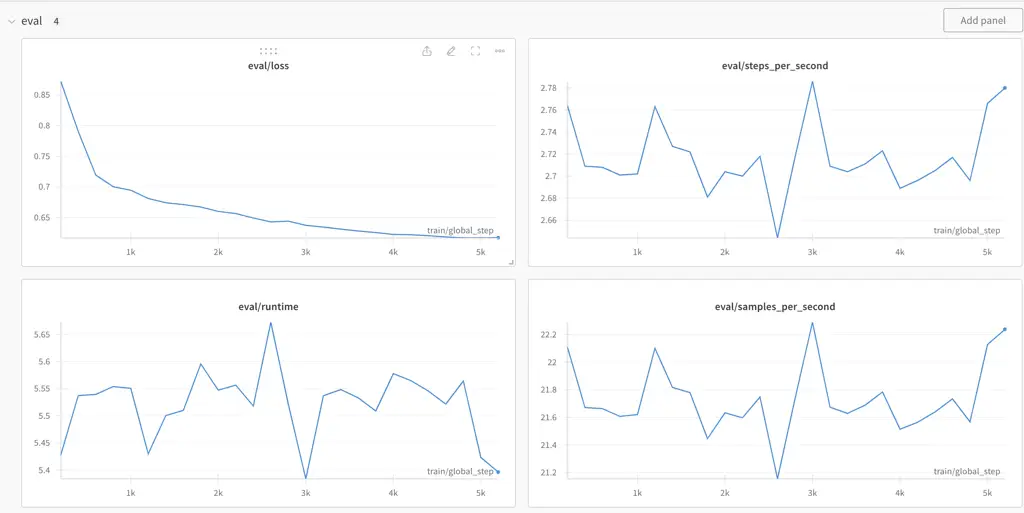 eval 4
Add panel
eval/loss
0.85
0.8
0.75
0.7
0.65
train/global_step
1k 2k 3k 4k 5k
eval/steps_per_second
2.78
2.76
2.74
2.72
2.7
2.68
2.66
train/global_step
1k 2k 3k 4k 5k
eval/runtime
5.65
5.6
5.55
5.5
5.45
5.4
train/global_step
1k 2k 3k 4k 5k
eval/samples_per_second
22.2
22
21.8
21.6
21.4
21.2
train/global_step
1k 2k 3k 4k 5k